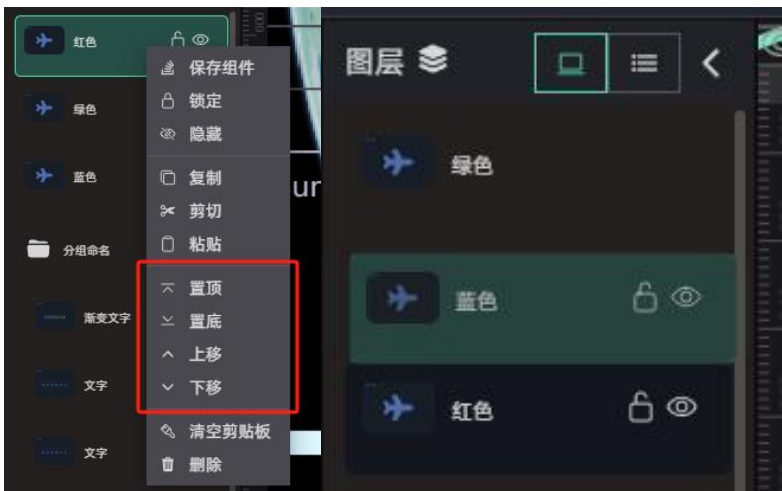 红色
绿色
蓝色
分组命名
渐变文字
文字
文字
保存组件
锁定
隐藏
复制
剪切
粘贴
置顶
置底
上移
下移
清空剪贴板
删除
ur
图层
绿色
蓝色
红色